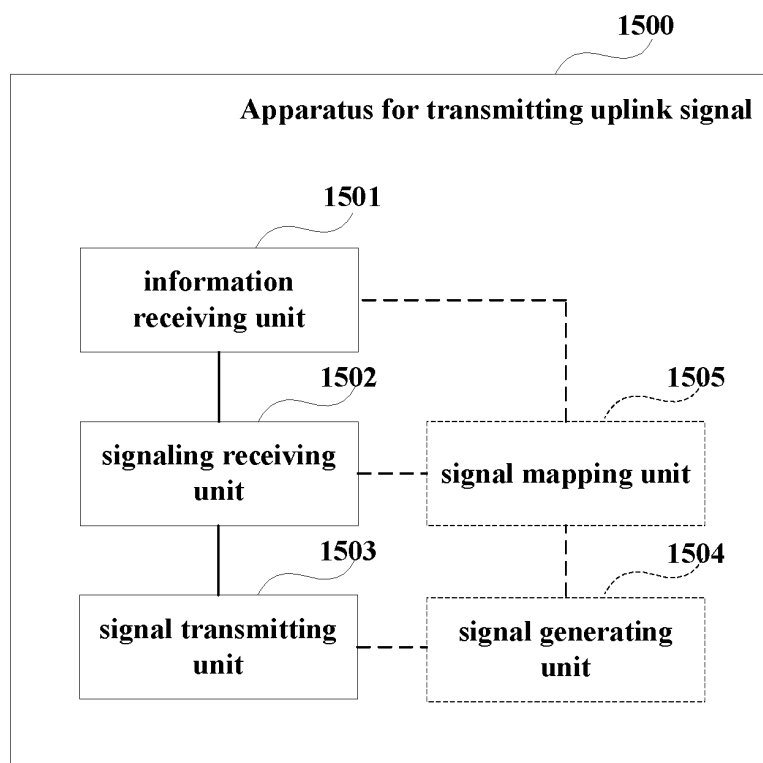 1500
Apparatus for transmitting uplink signal
1501
information
receiving unit
1502
signaling receiving
unit
1505
signal mapping unit
1503
signal transmitting
unit
1504
signal generating
unit